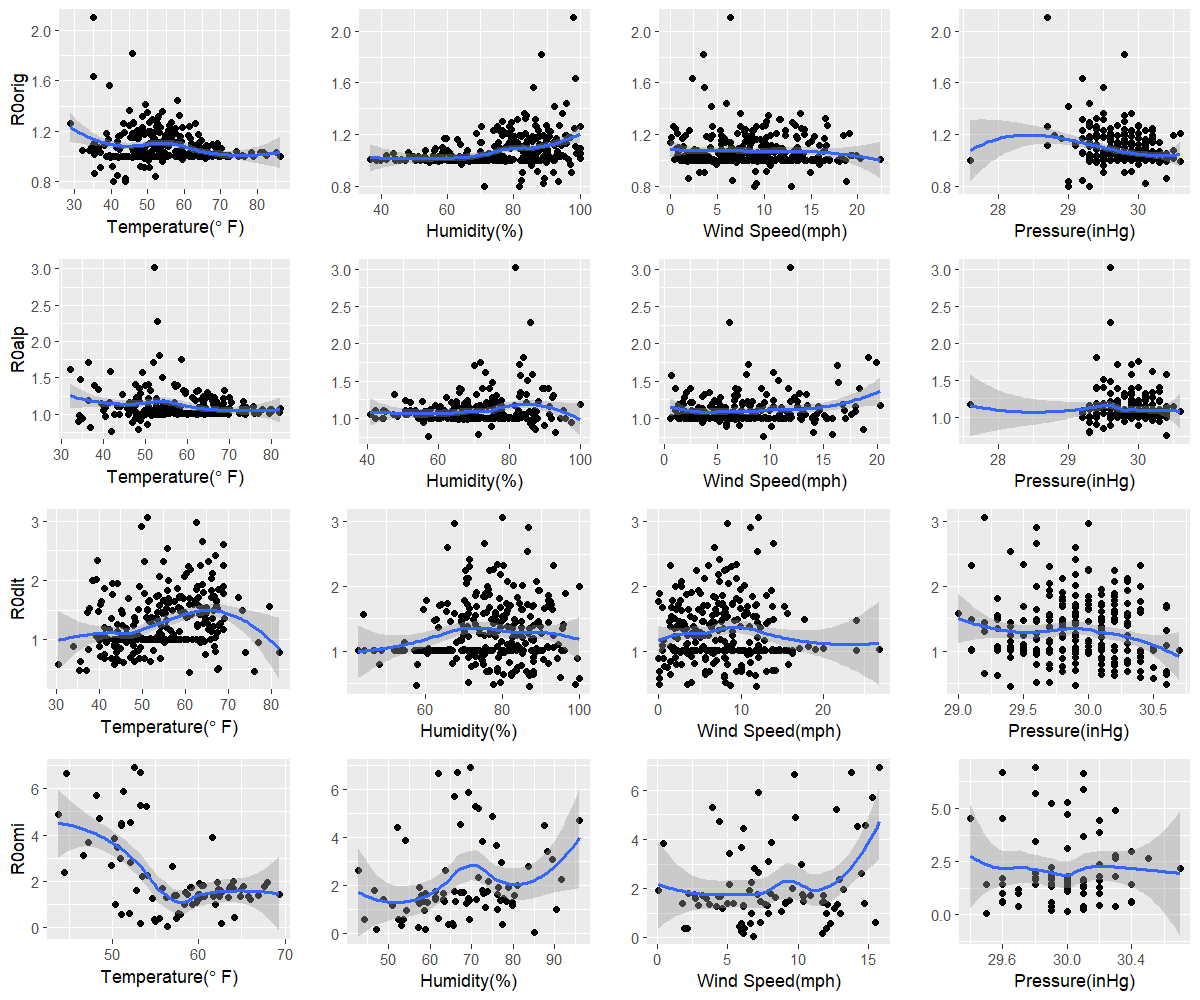 R0orig
2.0
1.6
1.2
0.8
30 40 50 60 70 80
Temperature(° F)
2.0
1.6
1.2
0.8
40 60 80 100
Humidity(%)
2.0
1.6
1.2
0.8
0 5 10 15 20
Wind Speed(mph)
2.0
1.6
1.2
0.8
28 29 30
Pressure(inHg)
R0alp
3.0
2.5
2.0
1.5
1.0
30 40 50 60 70 80
Temperature(° F)
3.0
2.5
2.0
1.5
1.0
40 60 80 100
Humidity(%)
3.0
2.5
2.0
1.5
1.0
0 5 10 15 20
Wind Speed(mph)
3.0
2.5
2.0
1.5
1.0
28 29 30
Pressure(inHg)
R0dlt
3
2
1
30 40 50 60 70 80
Temperature(° F)
3
2
1
60 80 100
Humidity(%)
3
2
1
0 10 20
Wind Speed(mph)
3
2
1
29.0 29.5 30.0 30.5
Pressure(inHg)
R0omi
6
4
2
0
50 60 70
Temperature(° F)
6
4
2
0
50 60 70 80 90
Humidity(%)
6
4
2
0
0 5 10 15
Wind Speed(mph)
5.0
2.5
0.0
29.6 30.0 30.4
Pressure(inHg)